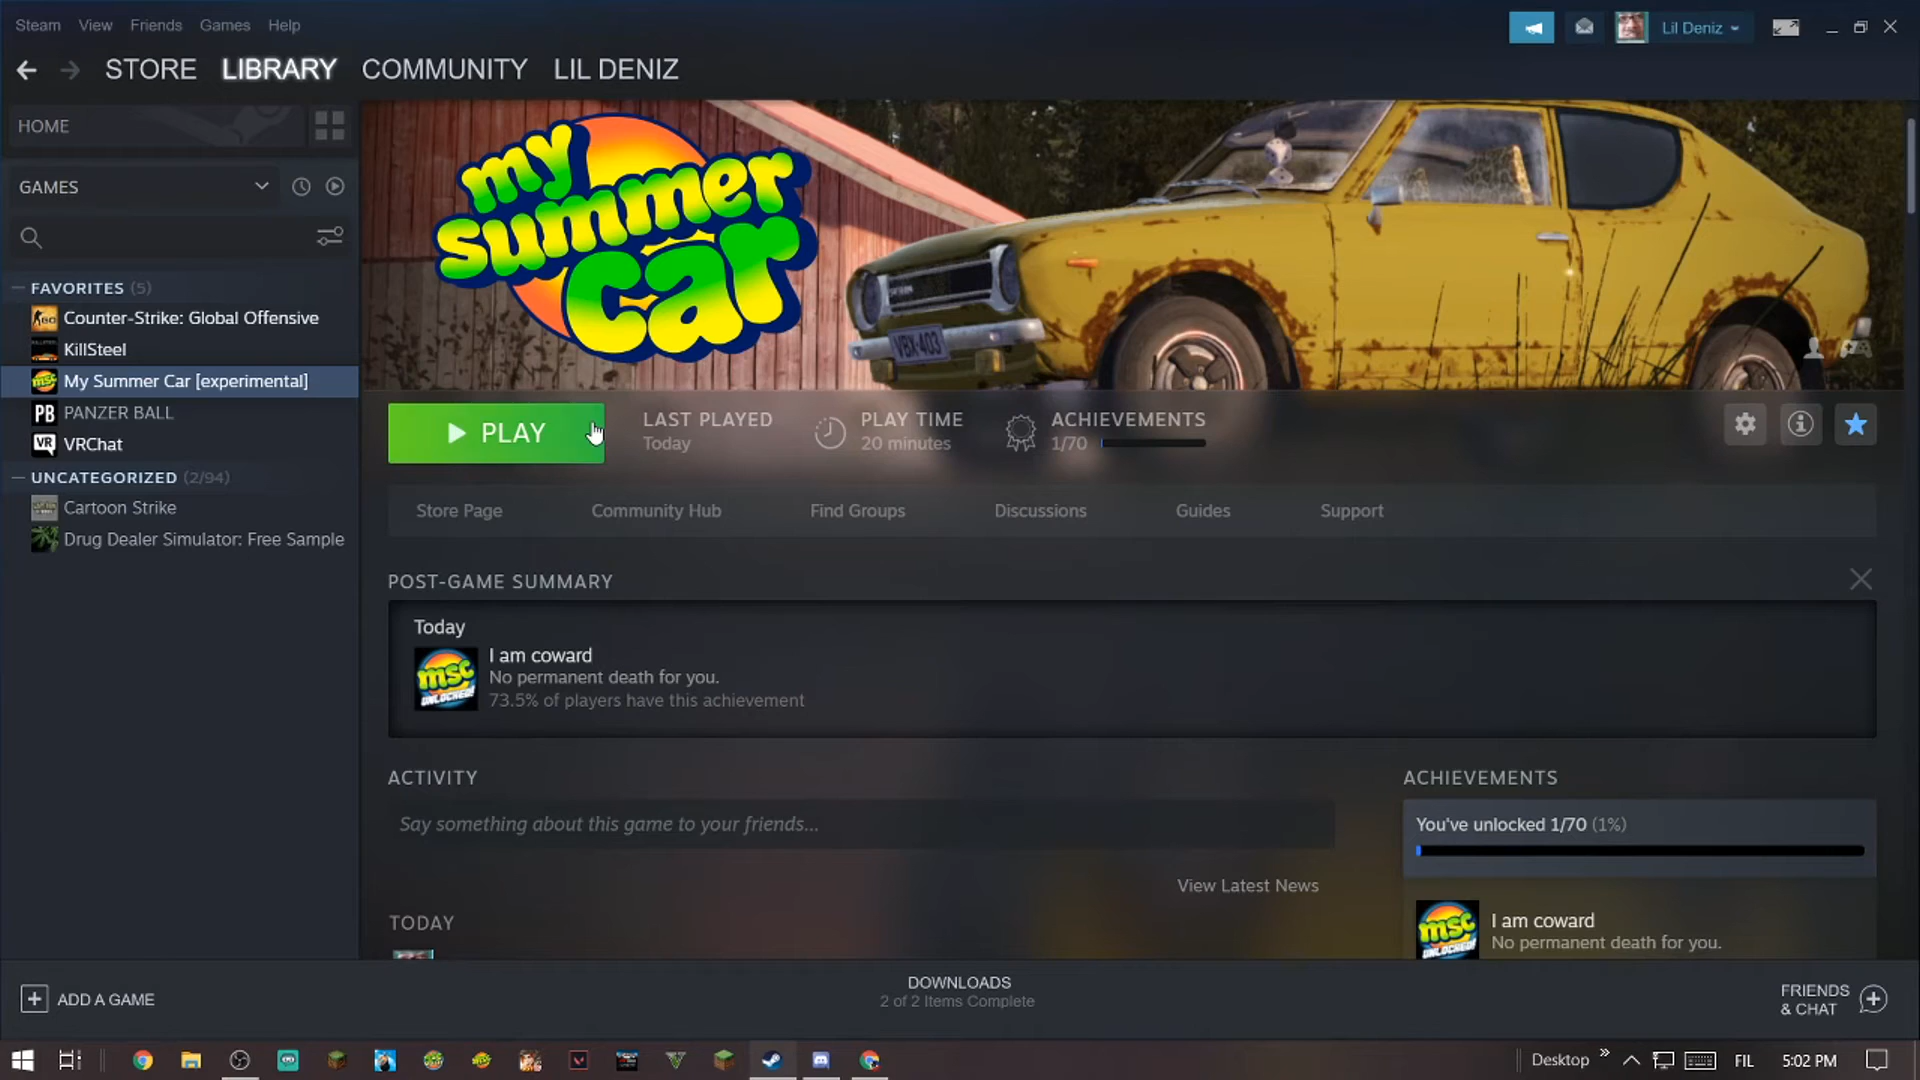 Steam View Friends Games Help
Lil Deniz
STORE LIBRARY COMMUNITY LIL DENIZ
HOME
GAMES
FAVORITES (5)
Counter-Strike: Global Offensive
KillSteel
My Summer Car [experimental]
PANZER BALL
VRChat
UNCATEGORIZED (2/94)
Cartoon Strike
Drug Dealer Simulator: Free Sample
my
summer
car
VBX-403
PLAY
LAST PLAYED
Today
PLAY TIME
20 minutes
ACHIEVEMENTS
1/70
Store Page Community Hub Find Groups Discussions Guides Support
POST-GAME SUMMARY
Today
msc
UNLOCKED!
I am coward
No permanent death for you.
73.5% of players have this achievement
ACTIVITY
Say something about this game to your friends...
View Latest News
TODAY
ACHIEVEMENTS
You've unlocked 1/70 (1%)
msc
UNLOCKED!
I am coward
No permanent death for you.
ADD A GAME
DOWNLOADS
2 of 2 Items Complete
FRIENDS
& CHAT
Desktop
FIL
5:02 PM